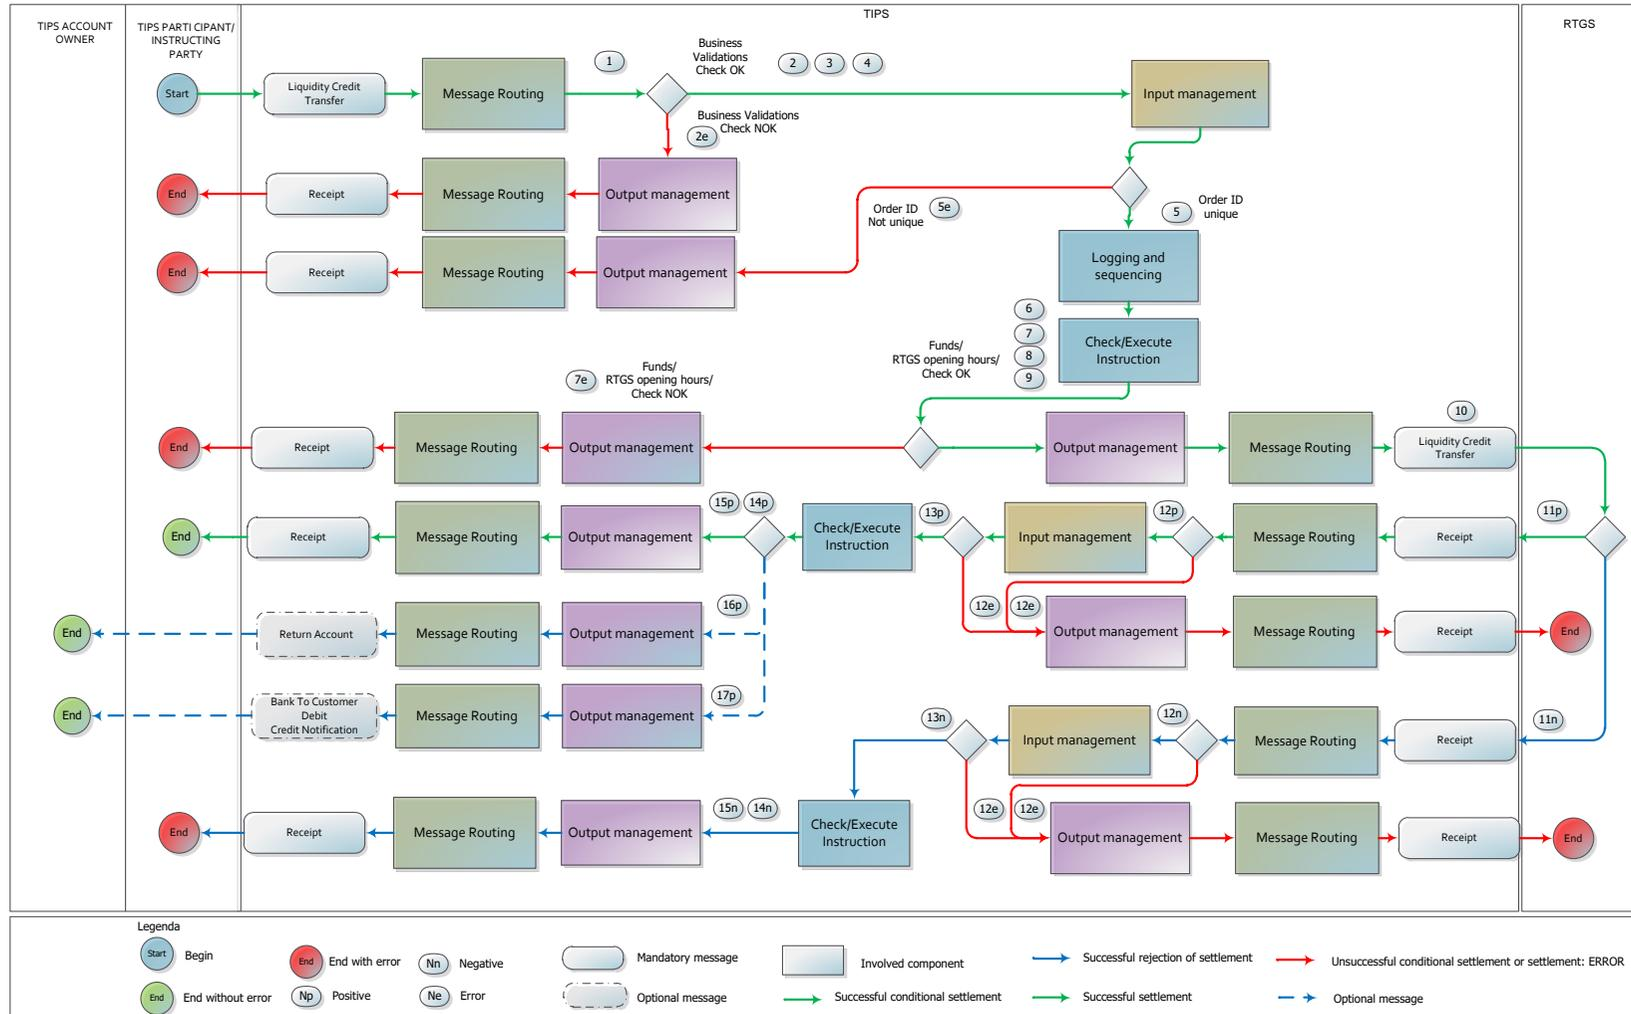 TIPS ACCOUNT
OWNER
TIPS PARTI CIPANT/
INSTRUCTING
PARTY
TIPS
RTGS
Start
Liquidity Credit
Transfer
Message Routing
1
Business
Validations
Check OK
2
3
4
Input management
Business Validations
Check NOK
2e
End
Receipt
Message Routing
Output management
Order ID
Not unique
5e
5
Order ID
unique
End
Receipt
Message Routing
Output management
Logging and
sequencing
6
7
8
9
Check/Execute
Instruction
Funds/
RTGS opening hours/
Check OK
7e
Funds/
RTGS opening hours/
Check NOK
End
Receipt
Message Routing
Output management
Output management
Message Routing
10
Liquidity Credit
Transfer
End
Receipt
Message Routing
Output management
15p
14p
Check/Execute
Instruction
13p
Input management
12p
Message Routing
Receipt
11p
12e
12e
Output management
Message Routing
Receipt
End
End
Return Account
Message Routing
Output management
16p
End
Bank To Customer
Debit
Credit Notification
Message Routing
Output management
17p
13n
Input management
12n
Message Routing
Receipt
11n
End
Receipt
Message Routing
Output management
15n
14n
Check/Execute
Instruction
12e
12e
Output management
Message Routing
Receipt
End
Legenda
Start
Begin
End
End with error
Nn
Negative
Mandatory message
Involved component
Successful rejection of settlement
Unsuccessful conditional settlement or settlement: ERROR
End
End without error
Np
Positive
Ne
Error
Optional message
Successful conditional settlement
Successful settlement
Optional message